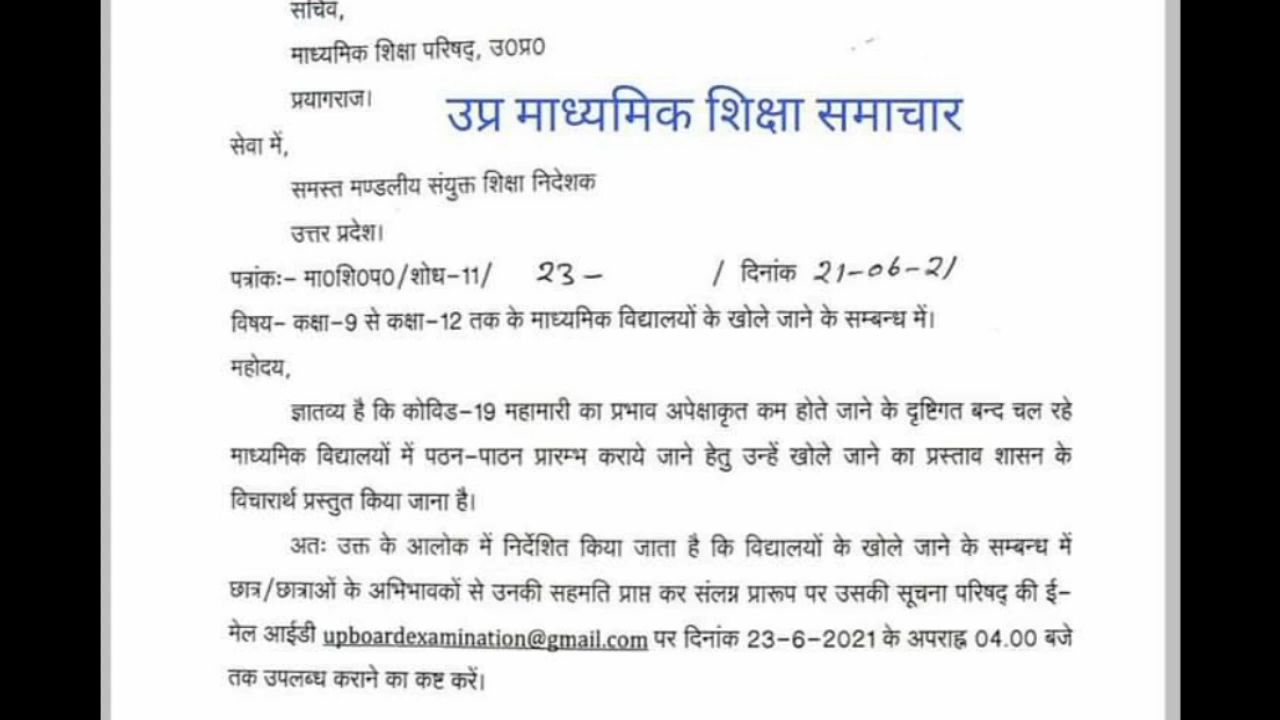 सचिव,
माध्यमिक शिक्षा परिषद्, उ0प्र0
प्रयागराज।
उप्र माध्यमिक शिक्षा समाचार
सेवा में,
समस्त मण्डलीय संयुक्त शिक्षा निदेशक
उत्तर प्रदेश।
पत्रांकः- मा0शि0प0/शोध-11/ 23 - / दिनांक 21-06-21
विषय- कक्षा-9 से कक्षा-12 तक के माध्यमिक विद्यालयों के खोले जाने के सम्बन्ध में।
महोदय,
ज्ञातव्य है कि कोविड-19 महामारी का प्रभाव अपेक्षाकृत कम होते जाने के दृष्टिगत बन्द चल रहे
माध्यमिक विद्यालयों में पठन-पाठन प्रारम्भ कराये जाने हेतु उन्हें खोले जाने का प्रस्ताव शासन के
विचारार्थ प्रस्तुत किया जाना है।
अतः उक्त के आलोक में निर्देशित किया जाता है कि विद्यालयों के खोले जाने के सम्बन्ध में
छात्र/छात्राओं के अभिभावकों से उनकी सहमति प्राप्त कर संलग्न प्रारूप पर उसकी सूचना परिषद् की ई-
मेल आईडी upboardexamination@gmail.com पर दिनांक 23-6-2021 के अपराह्न 04.00 बजे
तक उपलब्ध कराने का कष्ट करें।